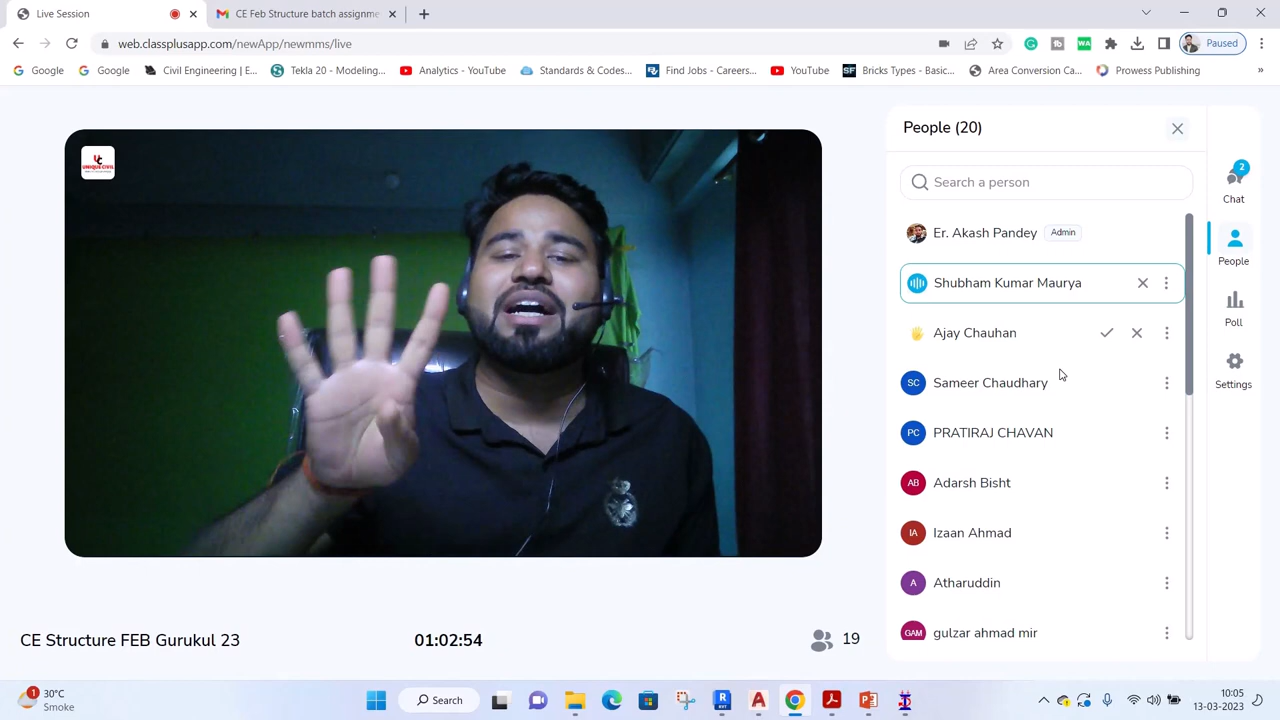 Live Session
CE Feb Structure batch assignme
web.classplusapp.com/newApp/newmms/live
Paused
Google
Google
Civil Engineering | E...
Tekla 20 - Modeling...
Analytics - YouTube
Standards & Codes...
Find Jobs - Careers...
YouTube
Bricks Types - Basic...
Area Conversion Ca...
Prowess Publishing
»
UNIQUE CIVIL
People (20)
Search a person
Er. Akash Pandey Admin
Shubham Kumar Maurya
Ajay Chauhan
SC Sameer Chaudhary
PC PRATIRAJ CHAVAN
AB Adarsh Bisht
IA Izaan Ahmad
A Atharuddin
GAM gulzar ahmad mir
2
Chat
People
Poll
Settings
CE Structure FEB Gurukul 23
01:02:54
19
1
30°C
Smoke
Search
10:05
13-03-2023